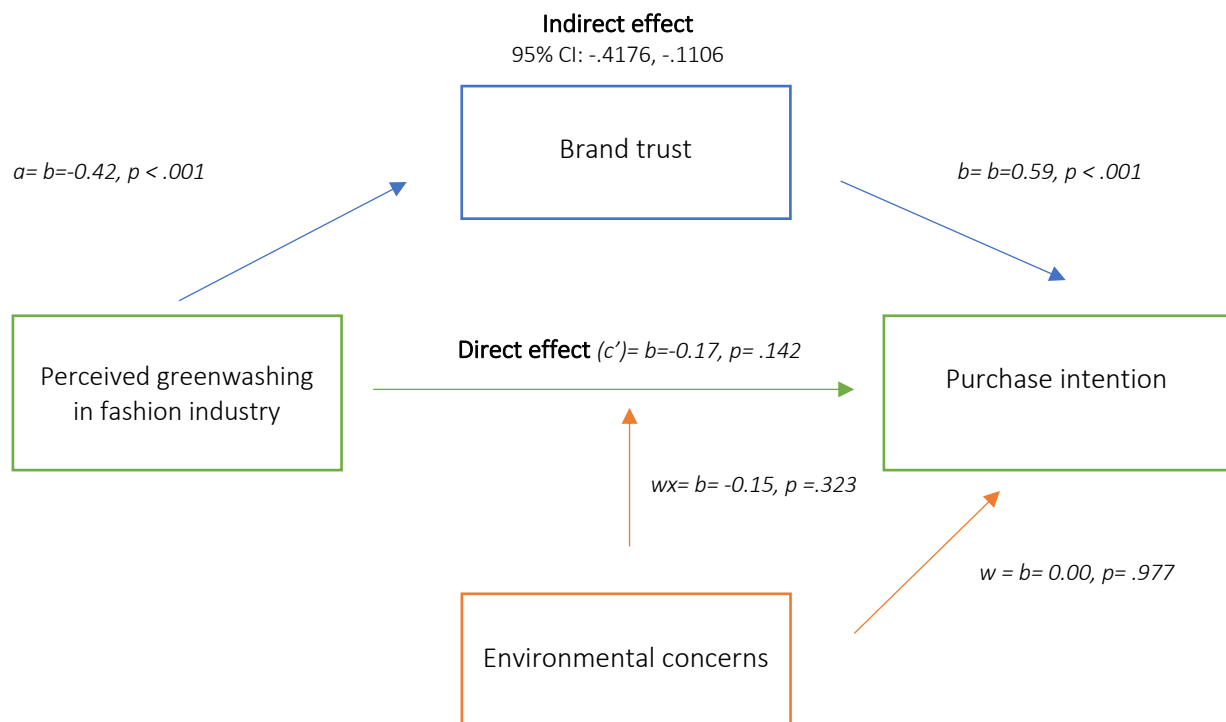 Indirect effect
95% CI: -.4176, -.1106
Brand trust
a= b=-0.42, p < .001
b= b=0.59, p < .001
Perceived greenwashing
in fashion industry
Direct effect (c’)= b=-0.17, p= .142
Purchase intention
wx= b= -0.15, p =.323
w = b= 0.00, p= .977
Environmental concerns